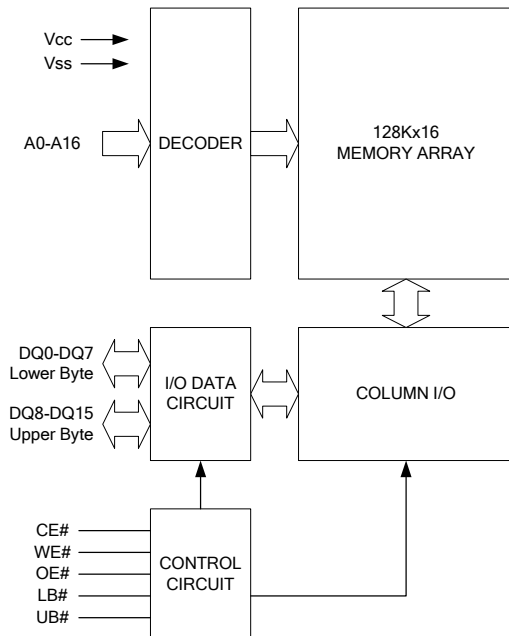 Vcc
Vss
A0-A16
DECODER
128Kx16
MEMORY ARRAY
DQ0-DQ7
Lower Byte
DQ8-DQ15
Upper Byte
I/O DATA
CIRCUIT
COLUMN I/O
CE#
WE#
OE#
LB#
UB#
CONTROL
CIRCUIT